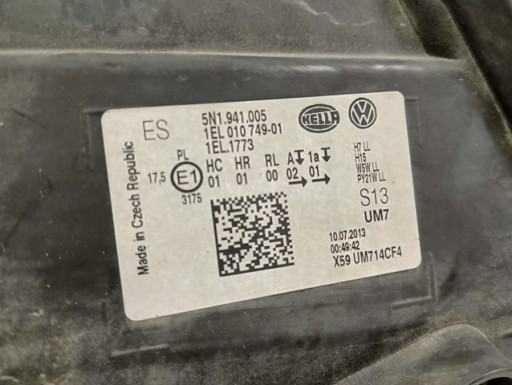 ES
5N1.941.005
1EL 010 749-01
1EL.1773
HELLA
VW
Made in Czech Republic
17,5
PL
E1
3175
HC HR RL A 1a
01 01 00 02 01
H7 LL
H15
W5W LL
PY21W LL
S13
UM7
10.07.2013
00:49:42
X59 UM714CF4